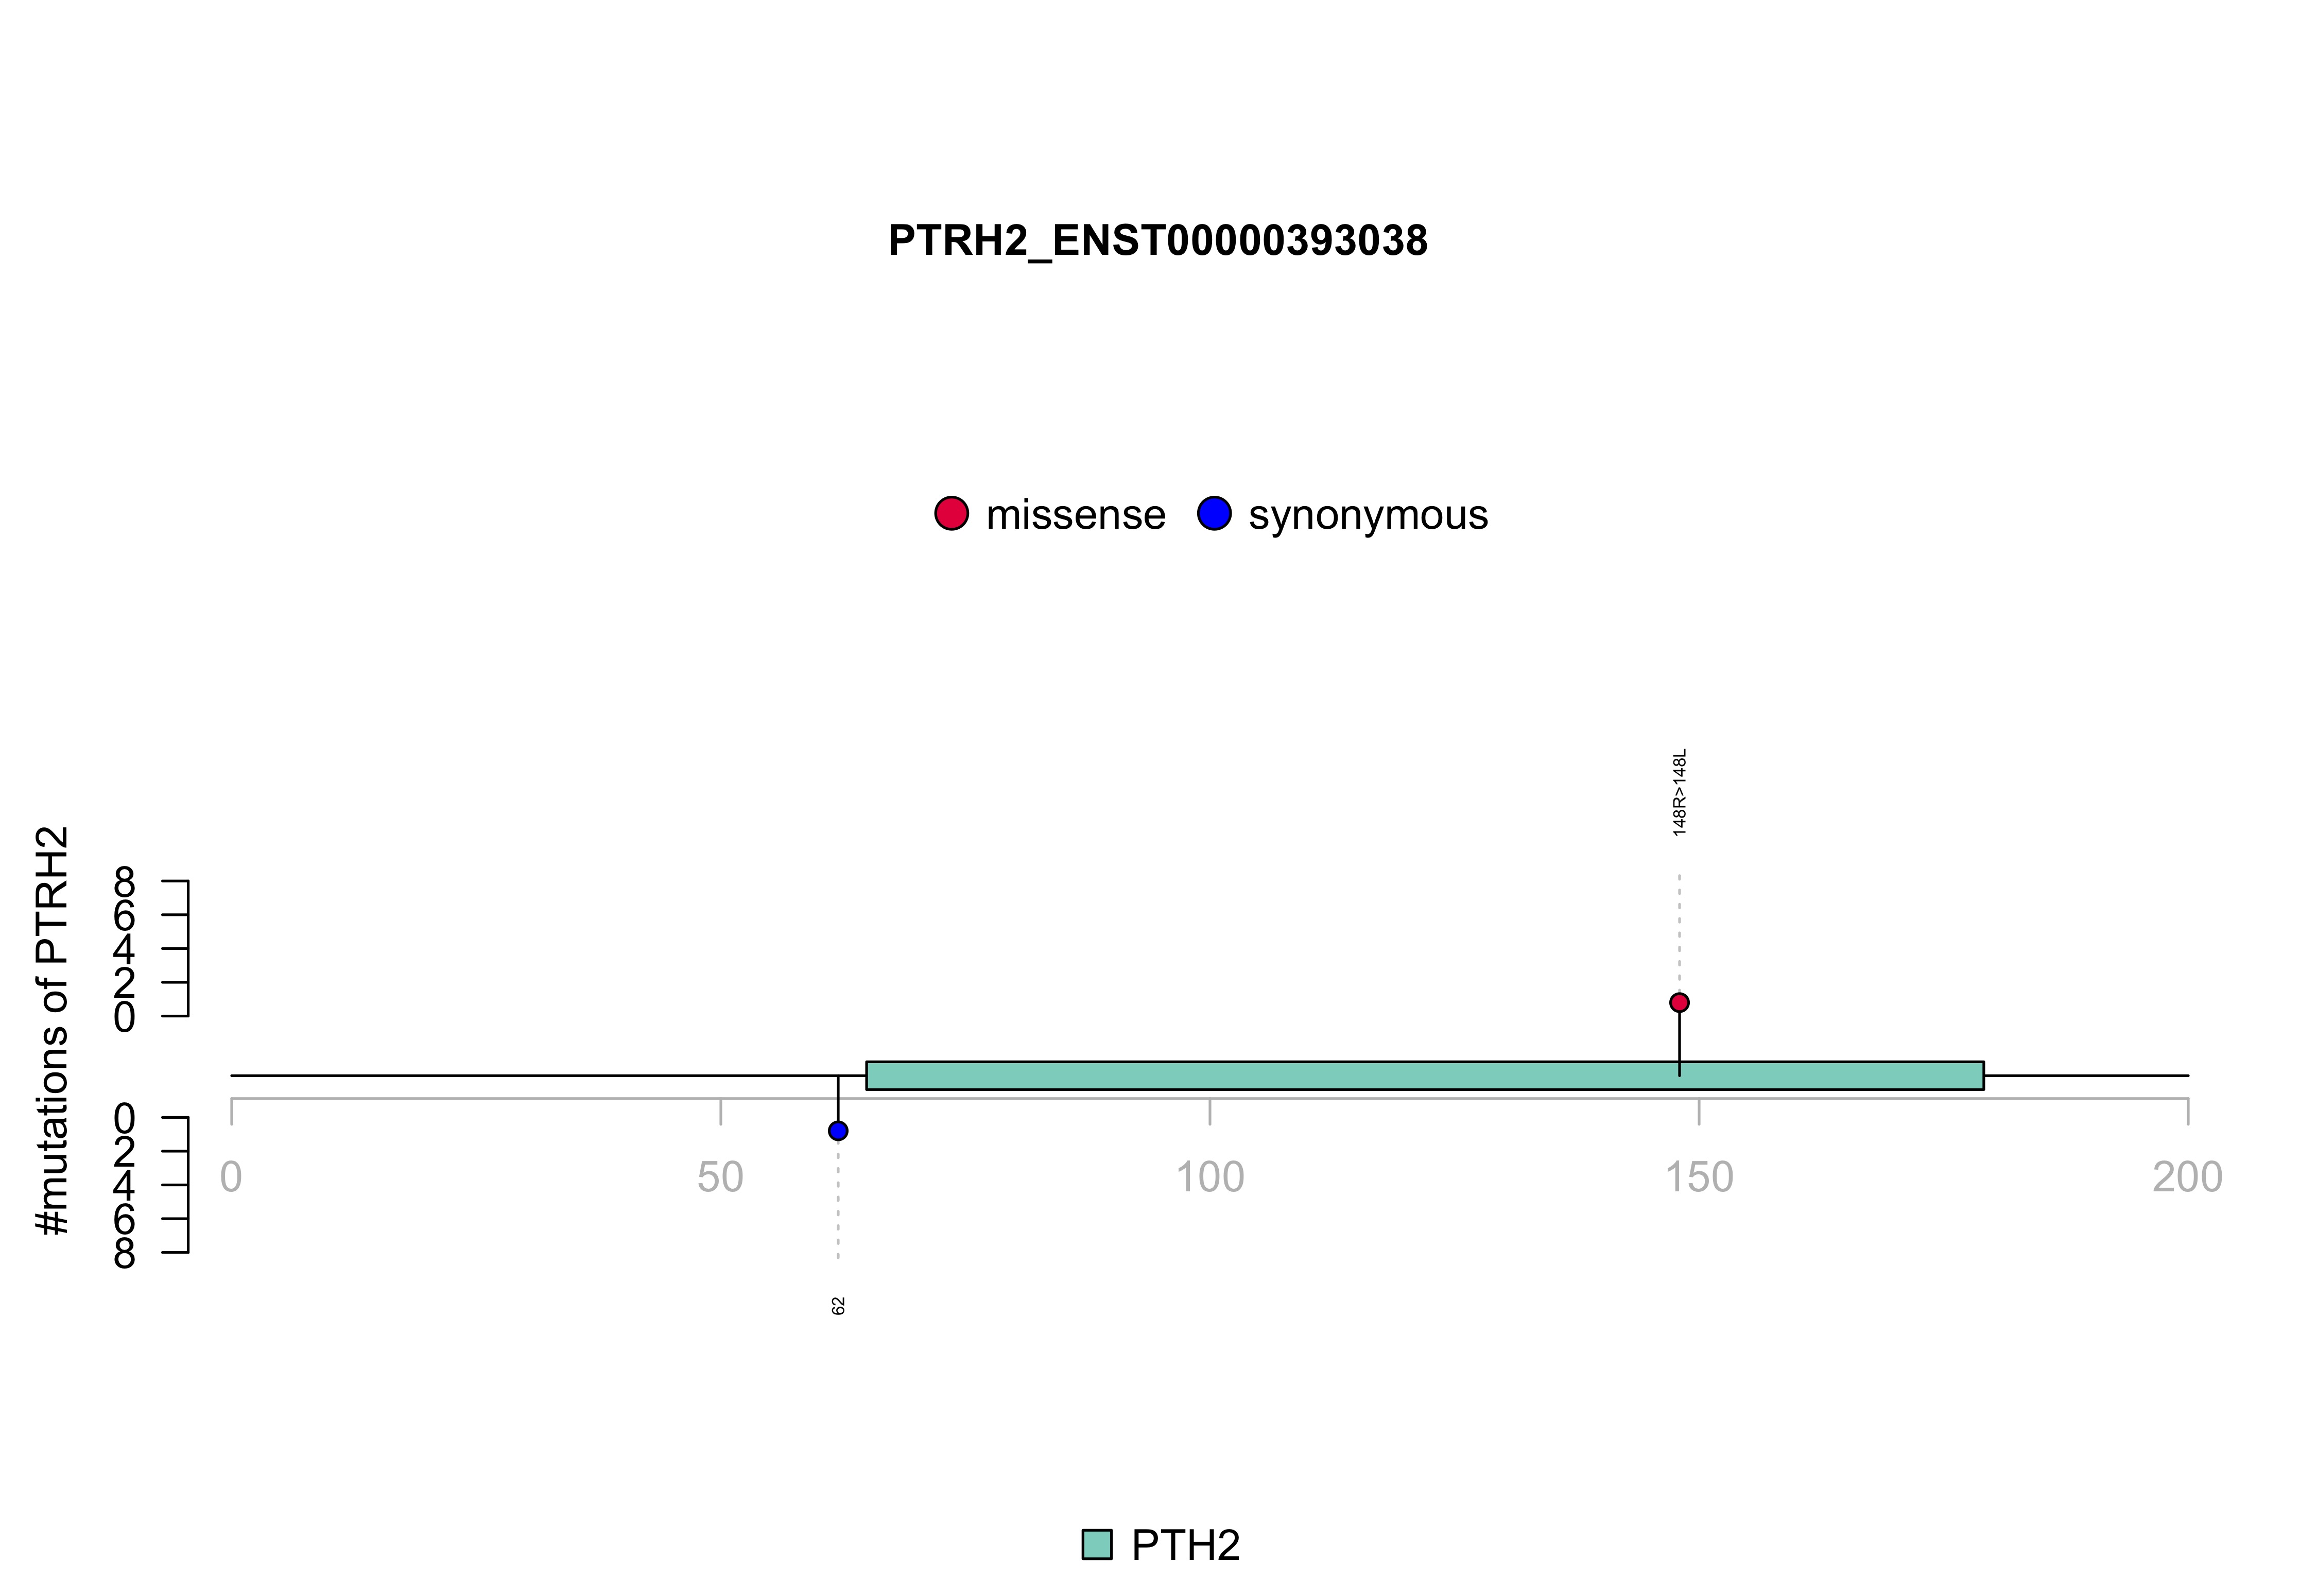 PTRH2_ENST00000393038
missense synonymous
148R>148L
#mutations of PTRH2
8
6
4
2
0
0
2
4
6
8
0 50 100 150 200
62
PTH2